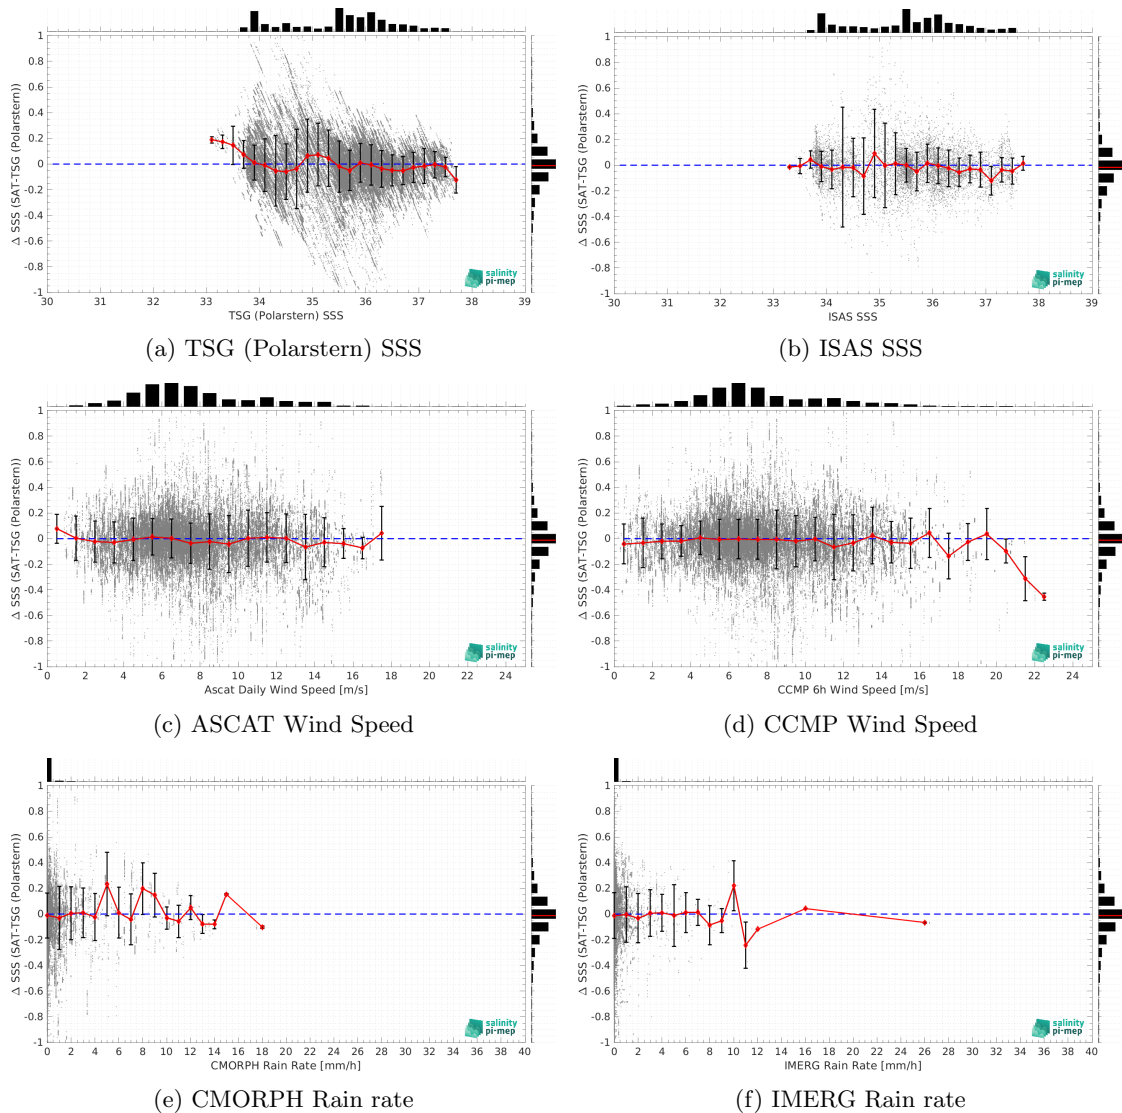 1
0.8
0.6
0.4
0.2
0
-0.2
-0.4
-0.6
-0.8
-1
Δ SSS (SAT-TSG (Polarstern))
30 31 32 33 34 35 36 37 38 39
TSG (Polarstern) SSS
salinity
pi-mep
(a) TSG (Polarstern) SSS
1
0.8
0.6
0.4
0.2
0
-0.2
-0.4
-0.6
-0.8
-1
Δ SSS (SAT-TSG (Polarstern))
30 31 32 33 34 35 36 37 38 39
ISAS SSS
salinity
pi-mep
(b) ISAS SSS
1
0.8
0.6
0.4
0.2
0
-0.2
-0.4
-0.6
-0.8
-1
Δ SSS (SAT-TSG (Polarstern))
0 2 4 6 8 10 12 14 16 18 20 22 24
Ascat Daily Wind Speed [m/s]
salinity
pi-mep
(c) ASCAT Wind Speed
1
0.8
0.6
0.4
0.2
0
-0.2
-0.4
-0.6
-0.8
-1
Δ SSS (SAT-TSG (Polarstern))
0 2 4 6 8 10 12 14 16 18 20 22 24
CCMP 6h Wind Speed [m/s]
salinity
pi-mep
(d) CCMP Wind Speed
1
0.8
0.6
0.4
0.2
0
-0.2
-0.4
-0.6
-0.8
-1
Δ SSS (SAT-TSG (Polarstern))
0 2 4 6 8 10 12 14 16 18 20 22 24 26 28 30 32 34 36 38 40
CMORPH Rain Rate [mm/h]
salinity
pi-mep
(e) CMORPH Rain rate
1
0.8
0.6
0.4
0.2
0
-0.2
-0.4
-0.6
-0.8
-1
Δ SSS (SAT-TSG (Polarstern))
0 2 4 6 8 10 12 14 16 18 20 22 24 26 28 30 32 34 36 38 40
IMERG Rain Rate [mm/h]
salinity
pi-mep
(f) IMERG Rain rate